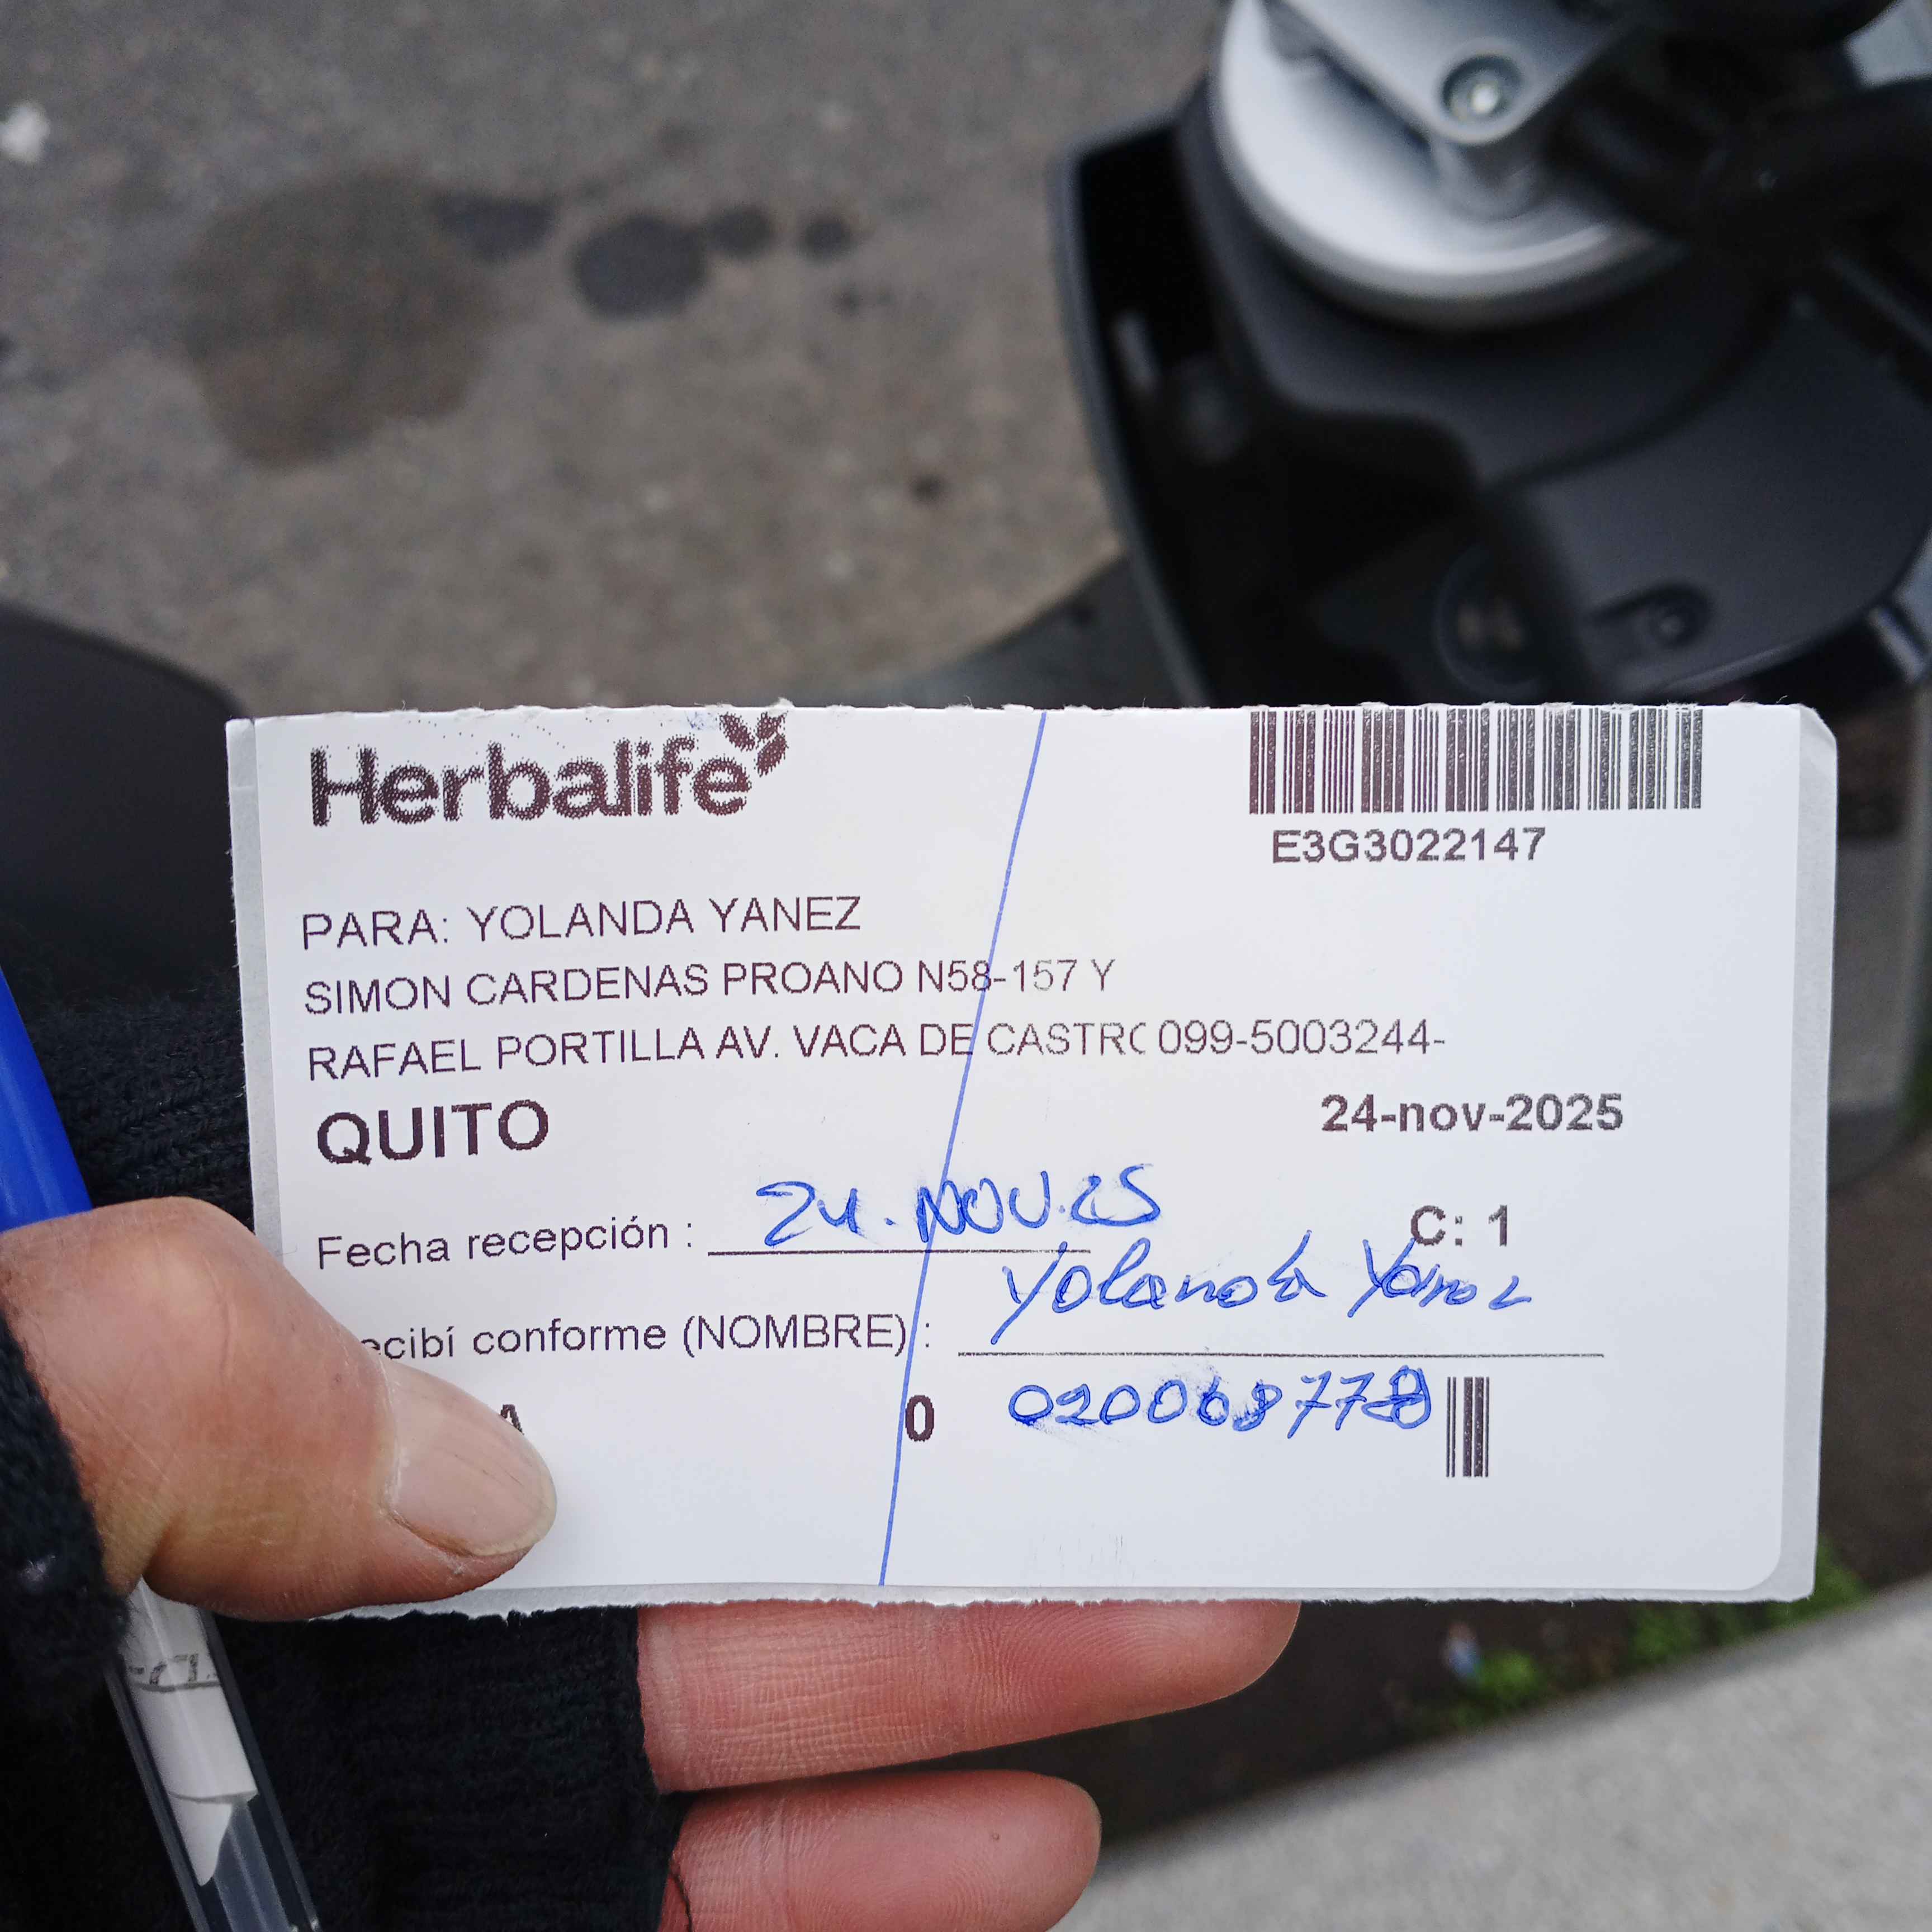 Herbalife
E3G3022147
PARA: YOLANDA YANEZ
SIMON CARDENAS PROANO N58-157 Y
RAFAEL PORTILLA AV. VACA DE CASTRO 099-5003244-
QUITO
24-nov-2025
Fecha recepción : 24.NOV.25
C: 1
ecibí conforme (NOMBRE) : Yolanda Yanez
A 0